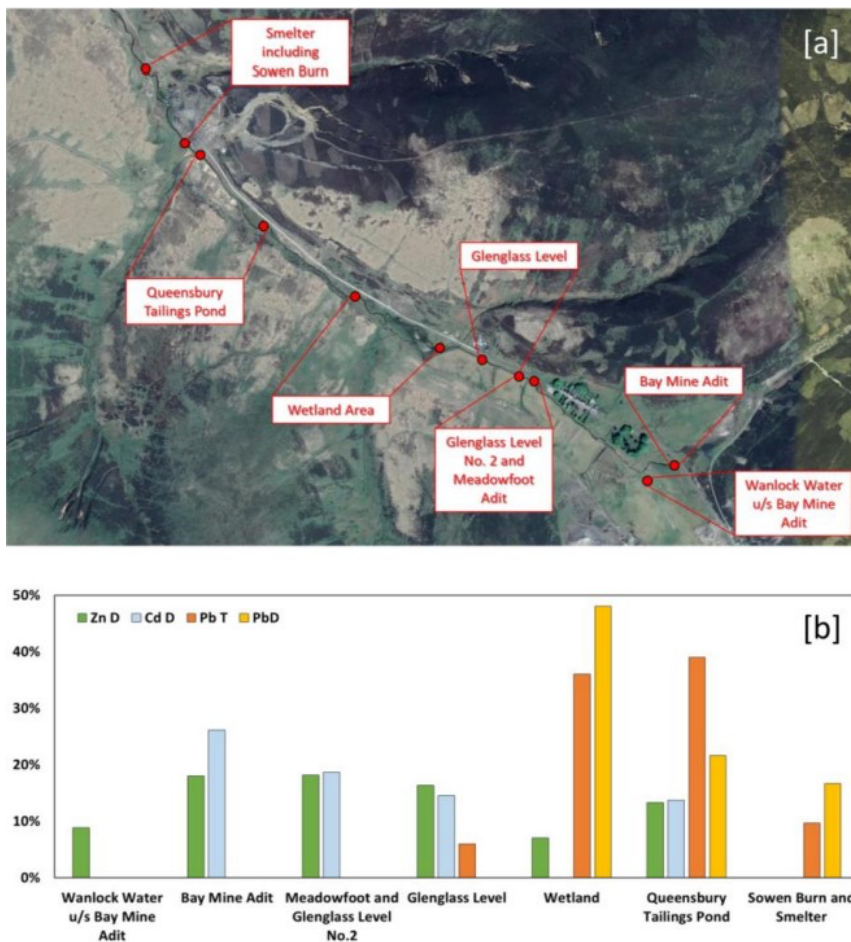 [a]
Smelter
including
Sowen Burn
Glenglass Level
Queensbury
Tailings Pond
Bay Mine Adit
Wetland Area
Glenglass Level
No. 2 and
Meadowfoot
Adit
Wanlock Water
u/s Bay Mine
Adit
[b]
50%
40%
30%
20%
10%
0%
Zn D Cd D Pb T PbD
Wanlock Water
u/s Bay Mine
Adit
Bay Mine Adit
Meadowfoot and
Glenglass Level
No.2
Glenglass Level
Wetland
Queensbury
Tailings Pond
Sowen Burn and
Smelter